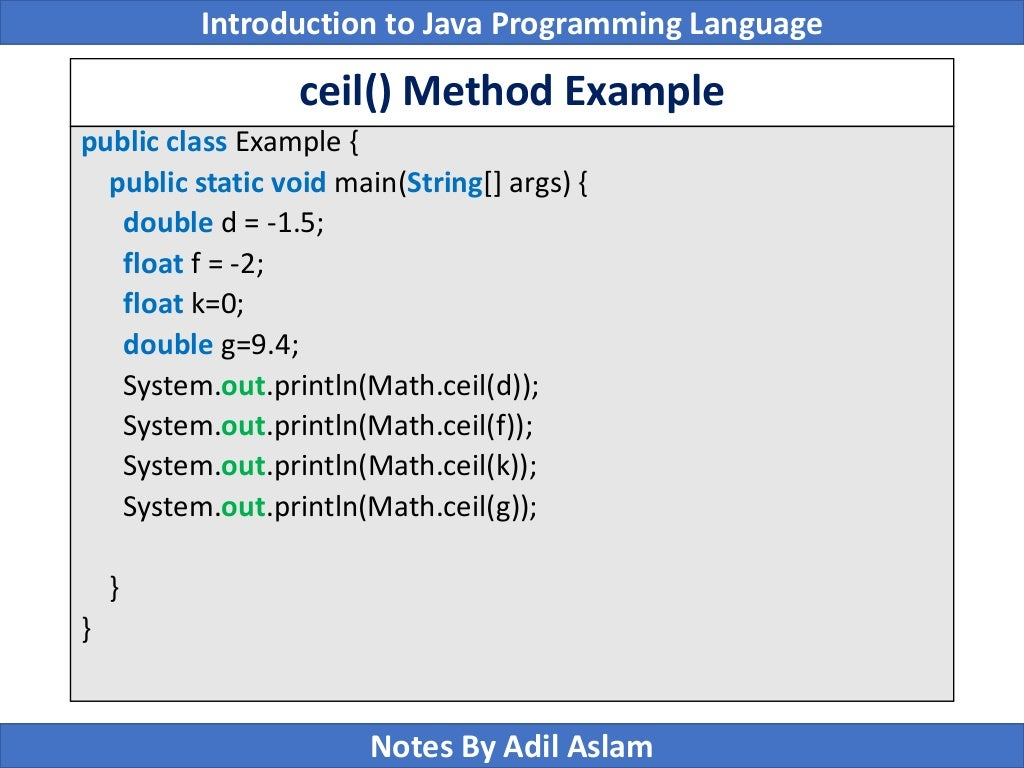 Introduction to Java Programming Language
ceil() Method Example
public class Example {
public static void main(String[] args) {
double d = -1.5;
float f = -2;
float k=0;
double g=9.4;
System.out.println(Math.ceil(d));
System.out.println(Math.ceil(f));
System.out.println(Math.ceil(k));
System.out.println(Math.ceil(g));
}
}
Notes By Adil Aslam